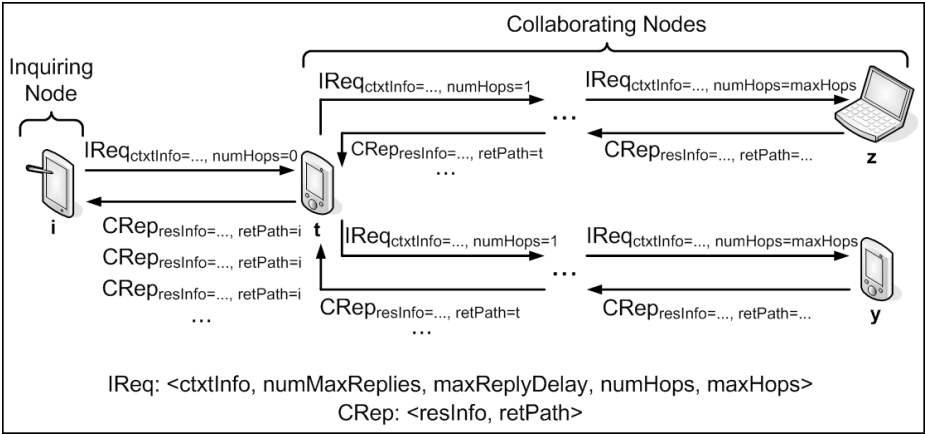 Collaborating Nodes
Inquiring
Node
IReqctxtInfo=..., numHops=1
IReqctxtInfo=..., numHops=maxHops
...
CRepresInfo=..., retPath=t
...
CRepresInfo=..., retPath=...
z
IReqctxtInfo=..., numHops=0
i
t
CRepresInfo=..., retPath=i
CRepresInfo=..., retPath=i
CRepresInfo=..., retPath=i
...
IReqctxtInfo=..., numHops=1
IReqctxtInfo=..., numHops=maxHops
...
CRepresInfo=..., retPath=t
...
CRepresInfo=..., retPath=...
y
IReq: <ctxtInfo, numMaxReplies, maxReplyDelay, numHops, maxHops>
CRep: <resInfo, retPath>